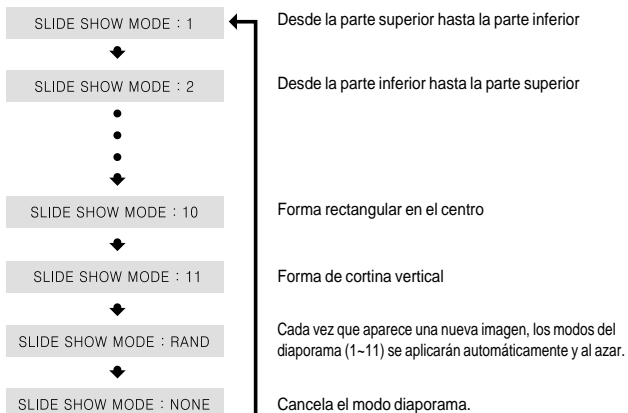 SLIDE SHOW MODE : 1
Desde la parte superior hasta la parte inferior
SLIDE SHOW MODE : 2
Desde la parte inferior hasta la parte superior
SLIDE SHOW MODE : 10
Forma rectangular en el centro
SLIDE SHOW MODE : 11
Forma de cortina vertical
SLIDE SHOW MODE : RAND
Cada vez que aparece una nueva imagen, los modos del
diaporama (1~11) se aplicarán automáticamente y al azar.
SLIDE SHOW MODE : NONE
Cancela el modo diaporama.